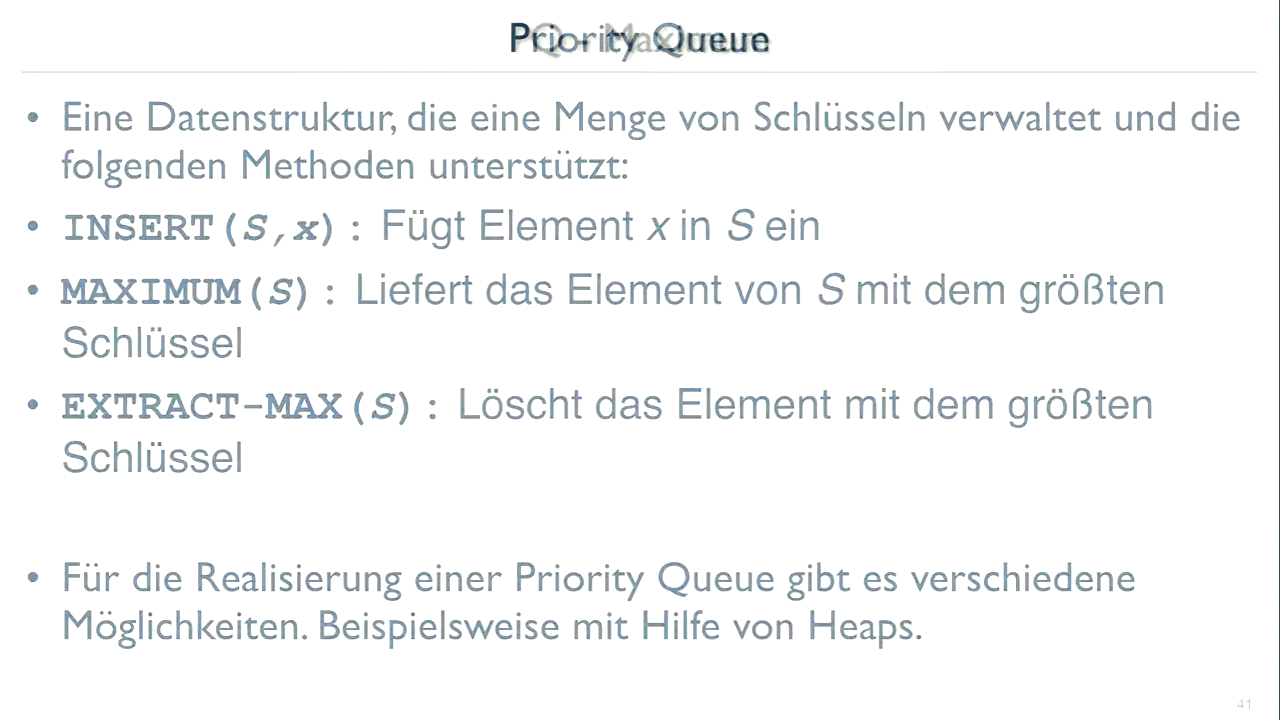 Priority Queue
• Eine Datenstruktur, die eine Menge von Schlüsseln verwaltet und die
folgenden Methoden unterstützt:
• INSERT(S,x): Fügt Element x in S ein
• MAXIMUM(S): Liefert das Element von S mit dem größten
Schlüssel
• EXTRACT-MAX(S): Löscht das Element mit dem größten
Schlüssel
• Für die Realisierung einer Priority Queue gibt es verschiedene
Möglichkeiten. Beispielsweise mit Hilfe von Heaps.
41